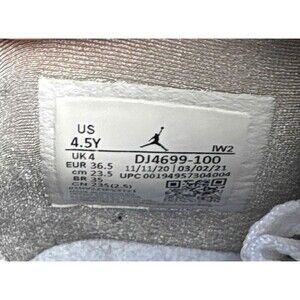 US
4.5Y
IW2
UK 4
EUR 36.5
cm 23.5
BR 35
CN 235(2.5)
DJ4699-100
11/11/20 | 03/02/21
UPC 00194957304004